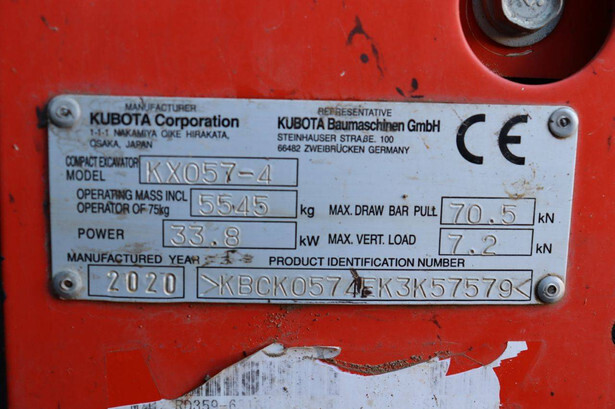 MANUFACTURER
KUBOTA Corporation
1-1-1 NAKAMIYA OIKE HIRAKATA,
OSAKA, JAPAN
REPRESENTATIVE
KUBOTA Baumaschinen GmbH
STEINHAUSER STRAßE. 100
66482 ZWEIBRÜCKEN GERMANY
CE
COMPACT EXCAVATOR
MODEL KX057-4
OPERATING MASS INCL
OPERATOR OF 75kg 5545 kg
MAX. DRAW BAR PULL 70.5 kN
POWER 33.8 kW
MAX. VERT. LOAD 7.2 kN
MANUFACTURED YEAR
PRODUCT IDENTIFICATION NUMBER
2020 >KBCK0574EK3K57579<
RD359-6